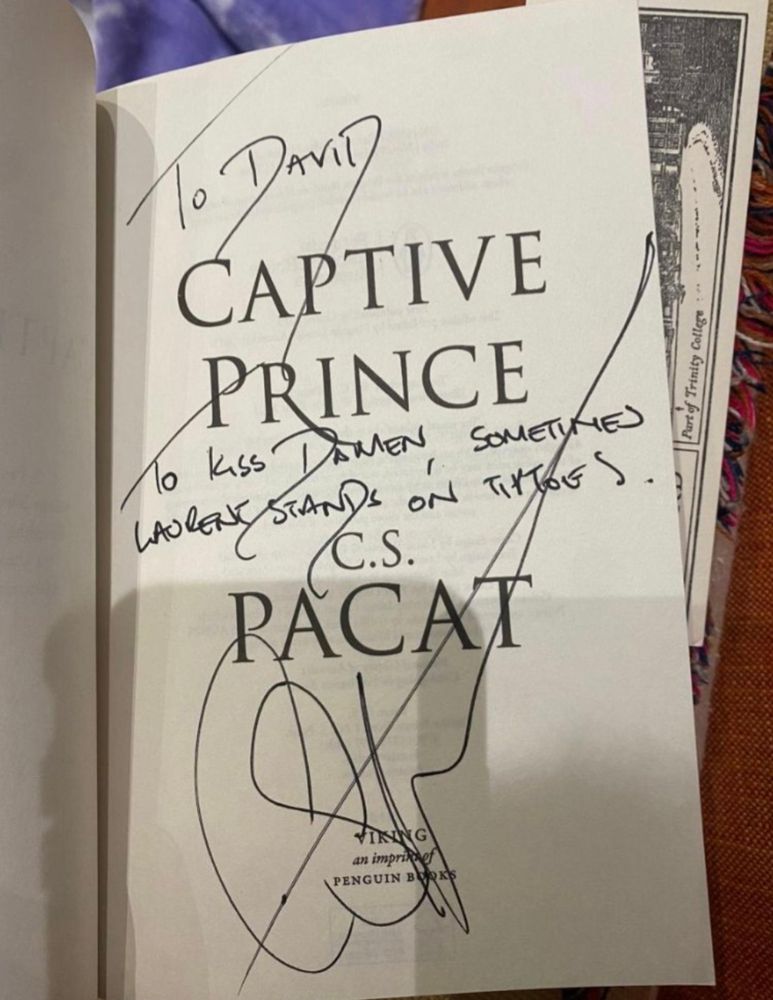 To DAVID
CAPTIVE
PRINCE
To KISS DAMEN, SOMETIMES
LAURENT STANDS ON TIPTOES.
C.S.
PACAT
VIKING
an imprint of
PENGUIN BOOKS
Part of Trinity College